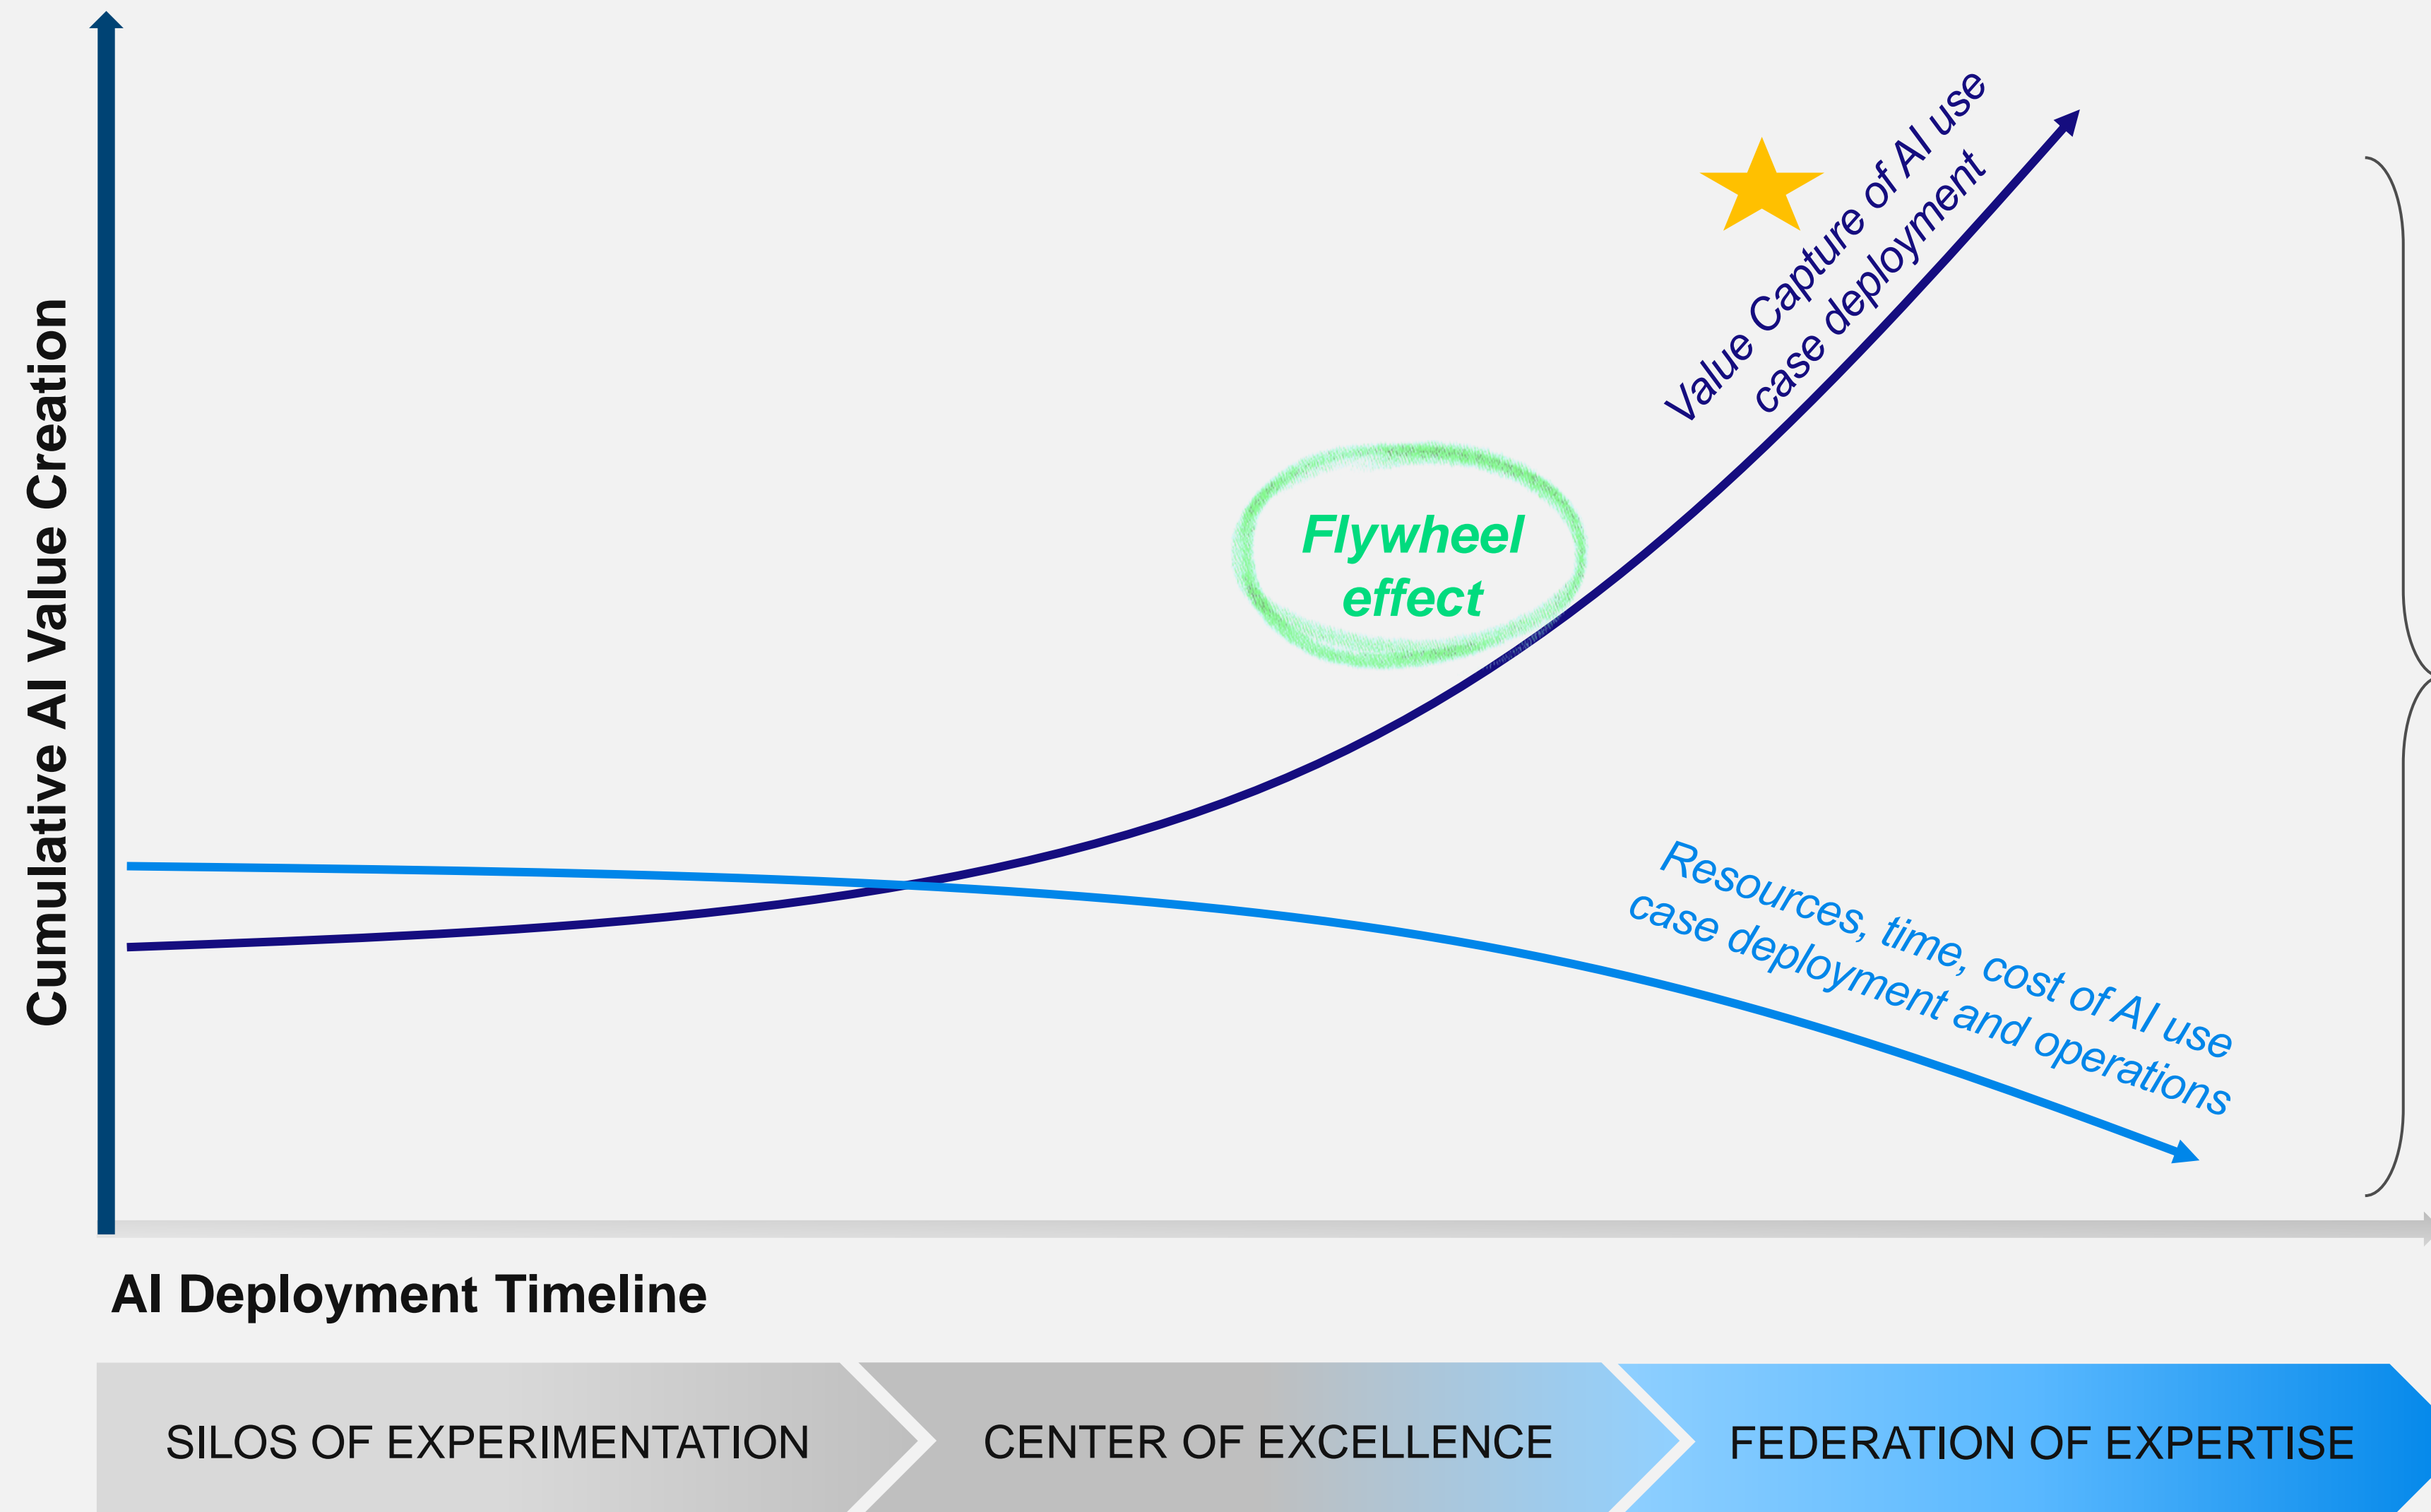 Cumulative AI Value Creation
Value Capture of AI use
case deployment
Flywheel
effect
Resources, time, cost of AI use
case deployment and operations
AI Deployment Timeline
SILOS OF EXPERIMENTATION
CENTER OF EXCELLENCE
FEDERATION OF EXPERTISE